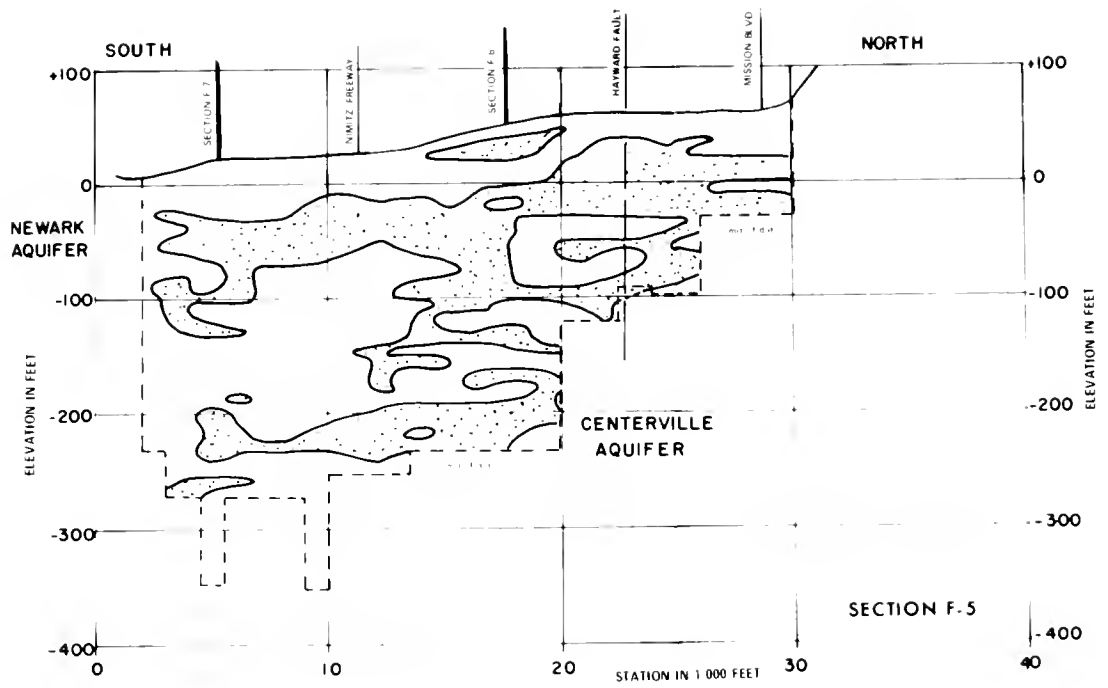 SOUTH
NORTH
SECTION F-7
NIMITZ FREEWAY
SECTION F-6
HAYWARD FAULT
MISSION BLVD
+100
0
-100
-200
-300
-400
+100
0
-100
-200
-300
-400
NEWARK
AQUIFER
CENTERVILLE
AQUIFER
ELEVATION IN FEET
ELEVATION IN FEET
SECTION F-5
0
10
20
30
40
STATION IN 1 000 FEET